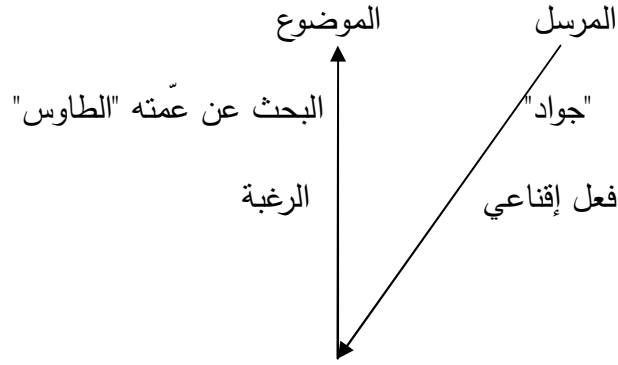 المرسل الموضوع
"جواد" البحث عن عمّته "الطاوس"
فعل إقناعي الرغبة